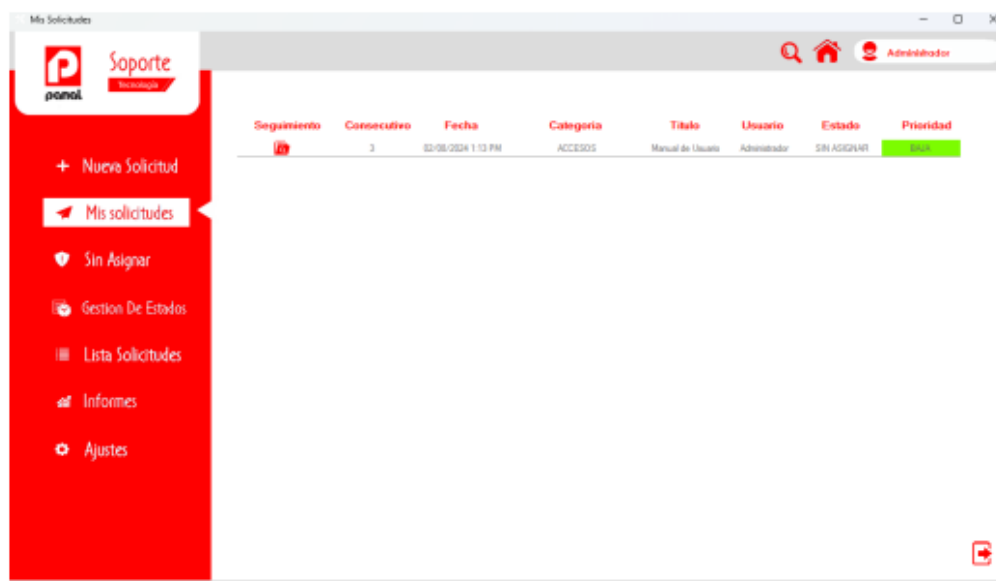 Mis Solicitudes
panal
Soporte
Tecnología
Administrador
+ Nueva Solicitud
Mis solicitudes
Sin Asignar
Gestion De Estados
Lista Solicitudes
Informes
Ajustes
Seguimiento Consecutivo Fecha Categoria Titulo Usuario Estado Prioridad
3 02/08/2024 1:13 PM ACCESOS Manual de Usuario Administrador SIN ASIGNAR BAJA